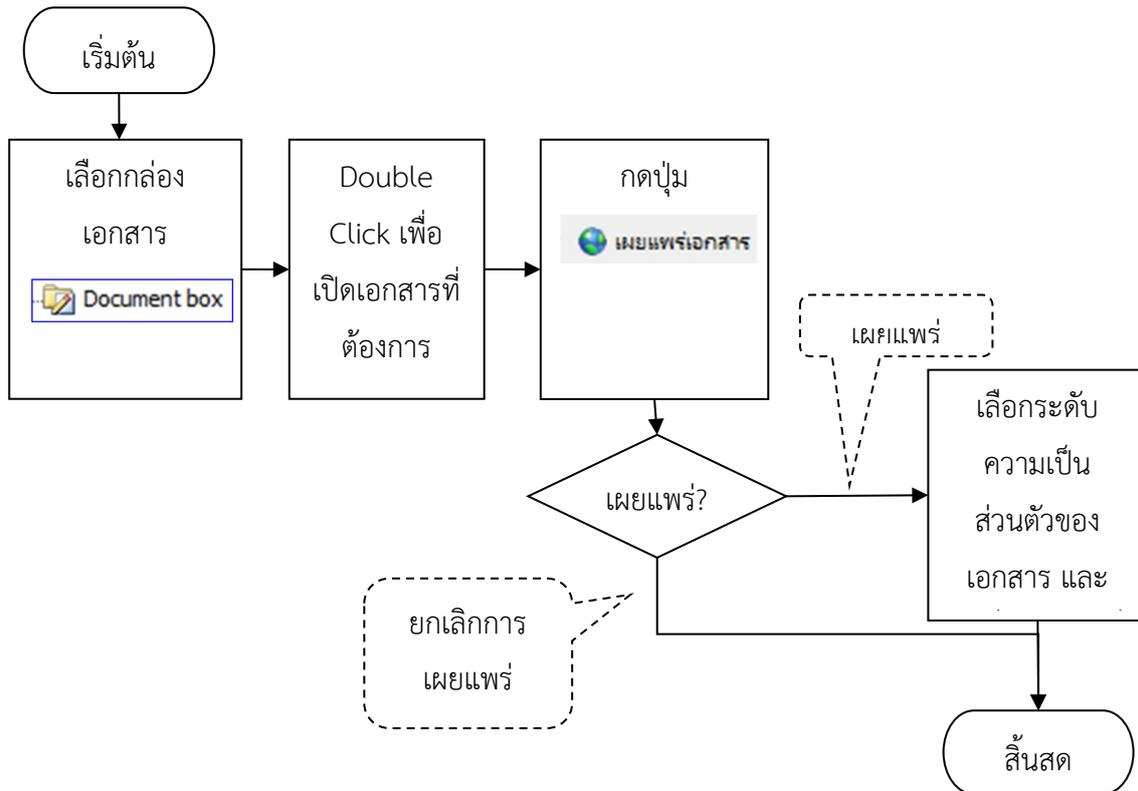 เริ่มต้น
เลือกกล่อง
เอกสาร
Document box
Double
Click เพื่อ
เปิดเอกสารที่
ต้องการ
กดปุ่ม
เผยแพร่เอกสาร
เผยแพร่
เผยแพร่?
เลือกระดับ
ความเป็น
ส่วนตัวของ
เอกสาร และ
ยกเลิกการ
เผยแพร่
สิ้นสด